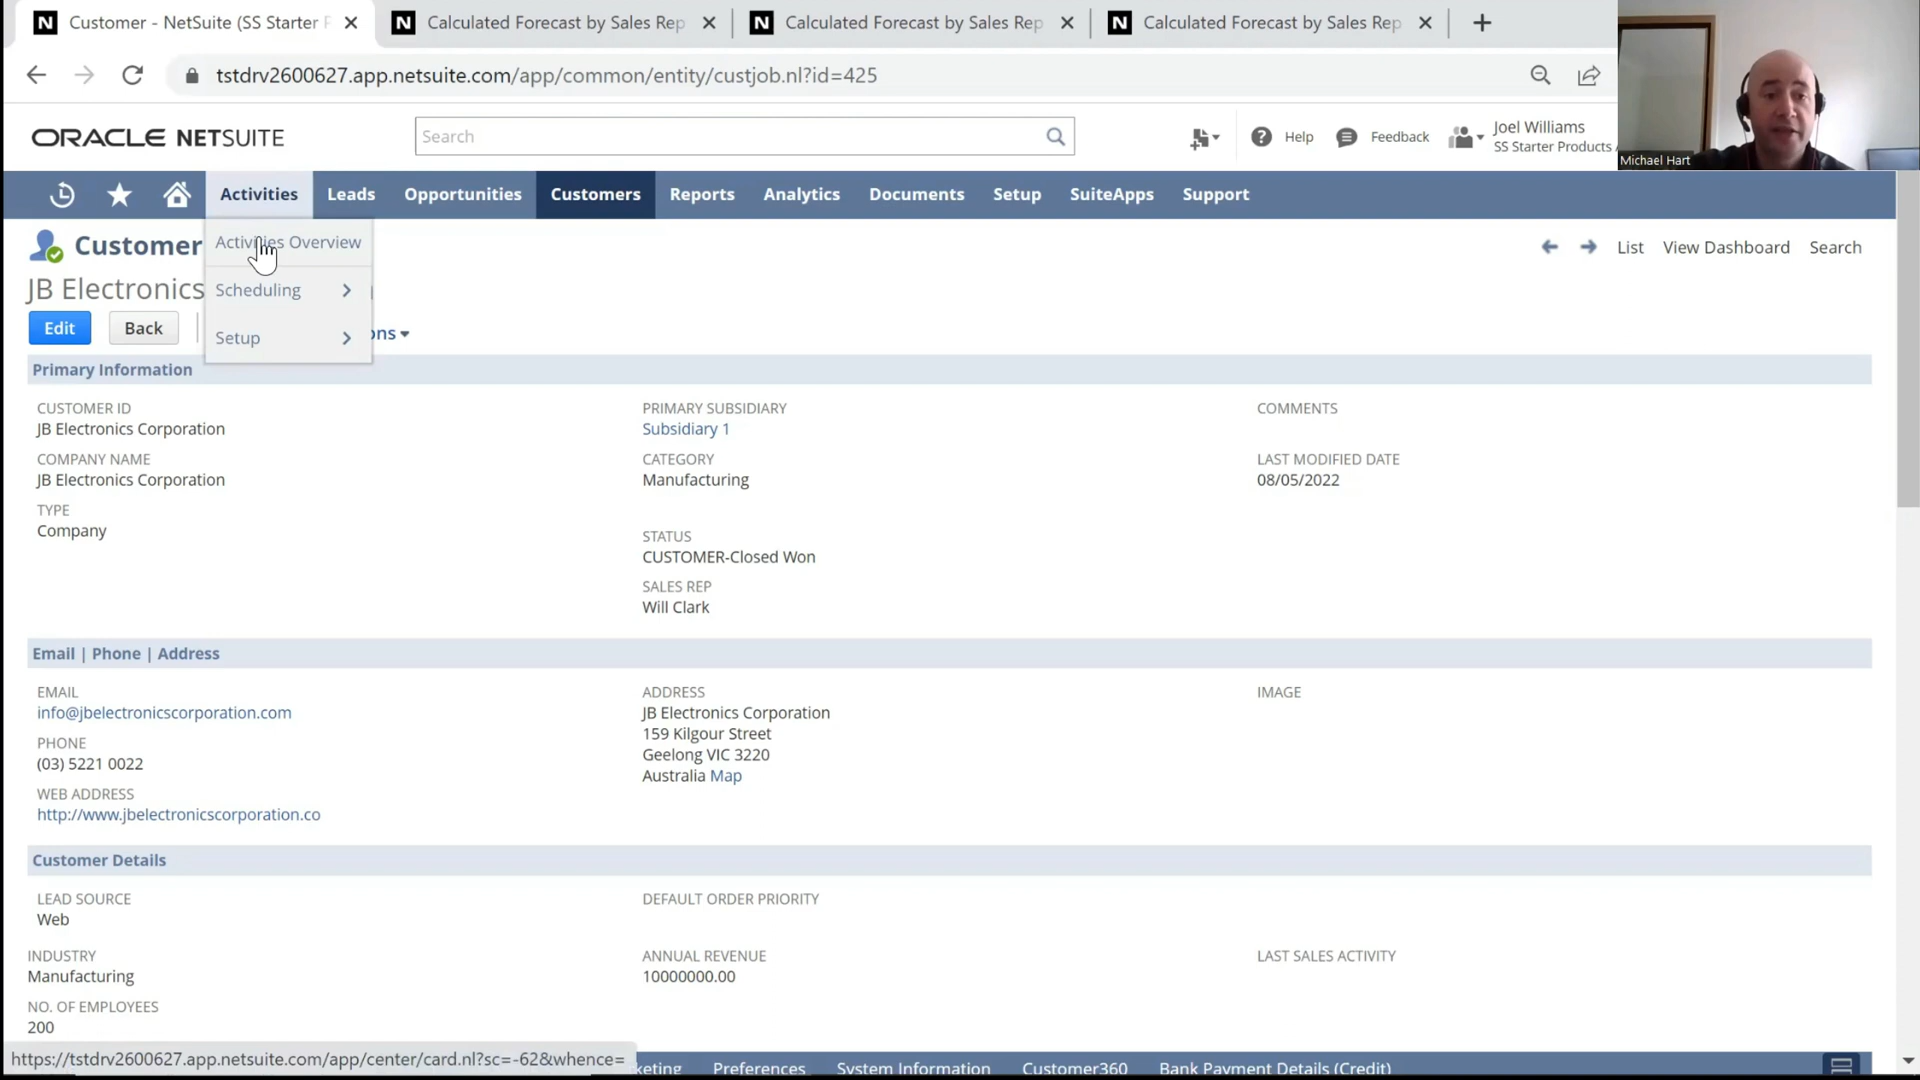 Customer - NetSuite (SS Starter P
Calculated Forecast by Sales Rep
Calculated Forecast by Sales Rep
Calculated Forecast by Sales Rep
tstdrv2600627.app.netsuite.com/app/common/entity/custjob.nl?id=425
Michael Hart
ORACLE NETSUITE
Search
Help
Feedback
Joel Williams
SS Starter Products
Activities
Leads
Opportunities
Customers
Reports
Analytics
Documents
Setup
SuiteApps
Support
Customer
Activities Overview
Scheduling
Setup
List
View Dashboard
Search
JB Electronics
Edit
Back
ons
Primary Information
CUSTOMER ID
JB Electronics Corporation
COMPANY NAME
JB Electronics Corporation
TYPE
Company
PRIMARY SUBSIDIARY
Subsidiary 1
CATEGORY
Manufacturing
STATUS
CUSTOMER-Closed Won
SALES REP
Will Clark
COMMENTS
LAST MODIFIED DATE
08/05/2022
Email | Phone | Address
EMAIL
info@jbelectronicscorporation.com
PHONE
(03) 5221 0022
WEB ADDRESS
http://www.jbelectronicscorporation.co
ADDRESS
JB Electronics Corporation
159 Kilgour Street
Geelong VIC 3220
Australia Map
IMAGE
Customer Details
LEAD SOURCE
Web
DEFAULT ORDER PRIORITY
INDUSTRY
Manufacturing
ANNUAL REVENUE
10000000.00
LAST SALES ACTIVITY
NO. OF EMPLOYEES
200
https://tstdrv2600627.app.netsuite.com/app/center/card.nl?sc=-62&whence=
keting
Preferences
System Information
Customer360
Bank Payment Details (Credit)